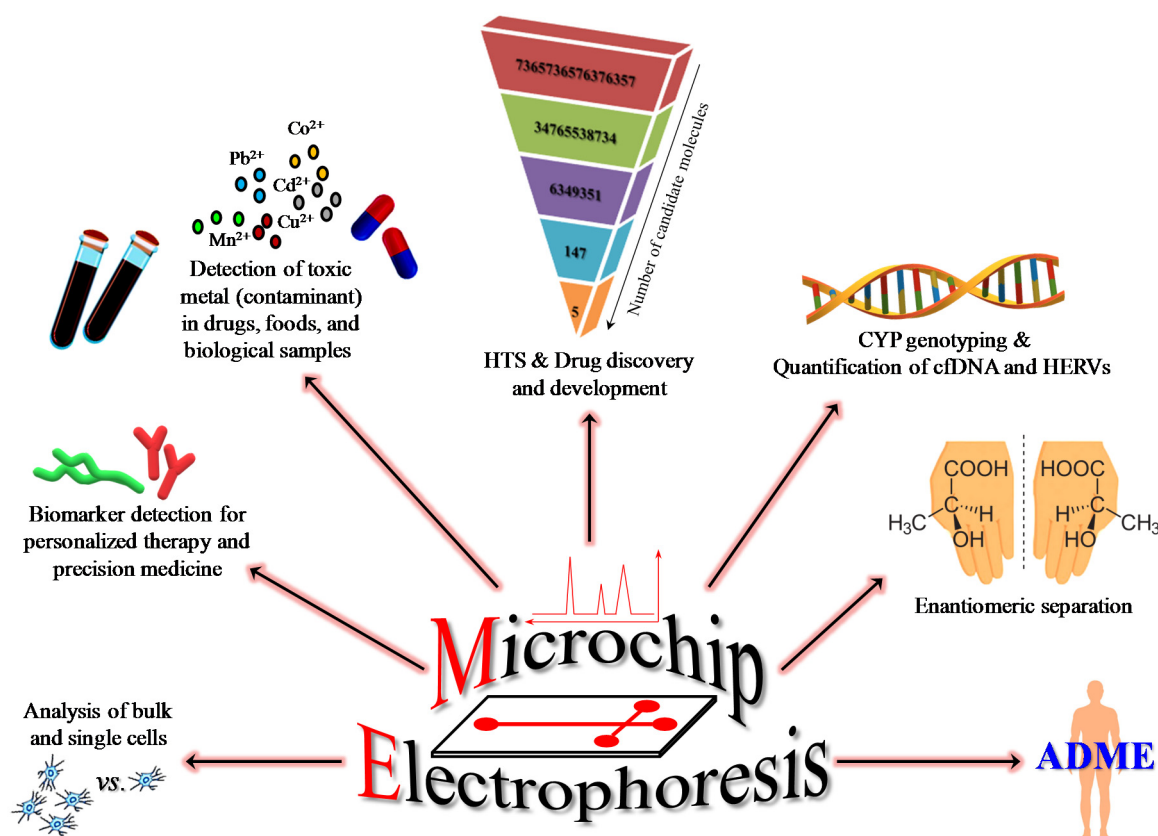 7365736576376357
34765538734
6349351
147
5
Number of candidate molecules
HTS & Drug discovery
and development
Co²⁺
Pb²⁺
Cd²⁺
Cu²⁺
Mn²⁺
Detection of toxic
metal (contaminant)
in drugs, foods, and
biological samples
CYP genotyping &
Quantification of cfDNA and HERVs
Biomarker detection for
personalized therapy and
precision medicine
COOH
C
H
H₃C
OH
HOOC
H
C
CH₃
HO
Enantiomeric separation
Analysis of bulk
and single cells
vs.
Microchip
Electrophoresis
ADME